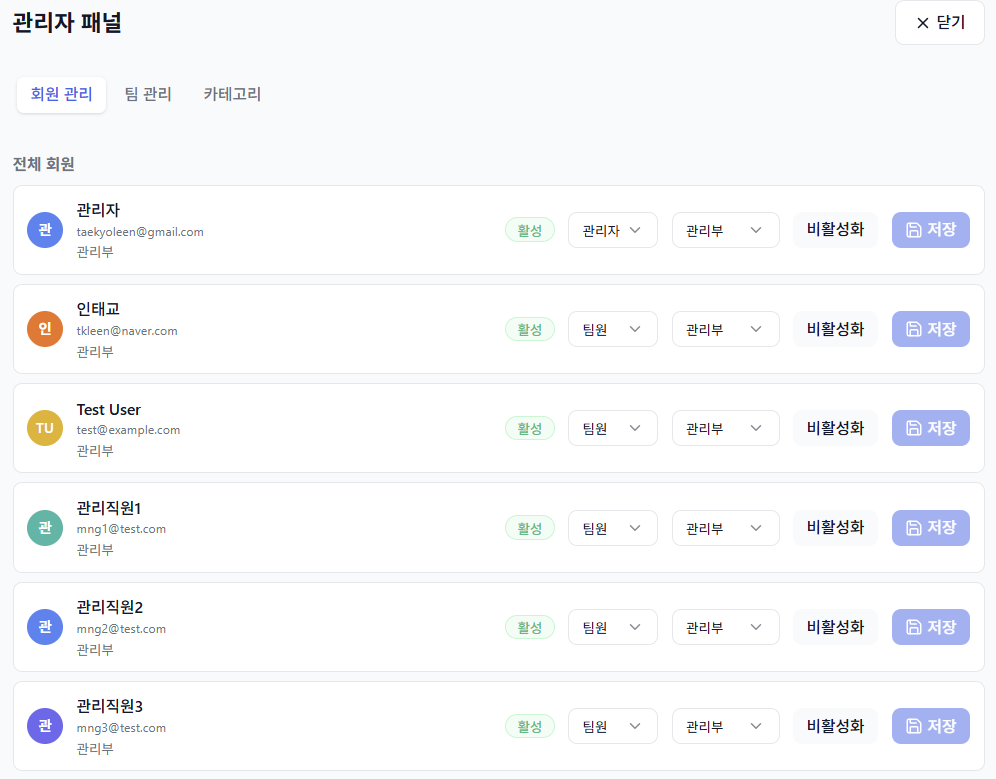 관리자 패널
닫기
회원 관리 팀 관리 카테고리
전체 회원
관
관리자
taekyoleen@gmail.com
관리부
활성 관리자 관리부 비활성화 저장
인
인태교
tkleen@naver.com
관리부
활성 팀원 관리부 비활성화 저장
TU
Test User
test@example.com
관리부
활성 팀원 관리부 비활성화 저장
관
관리직원1
mng1@test.com
관리부
활성 팀원 관리부 비활성화 저장
관
관리직원2
mng2@test.com
관리부
활성 팀원 관리부 비활성화 저장
관
관리직원3
mng3@test.com
관리부
활성 팀원 관리부 비활성화 저장